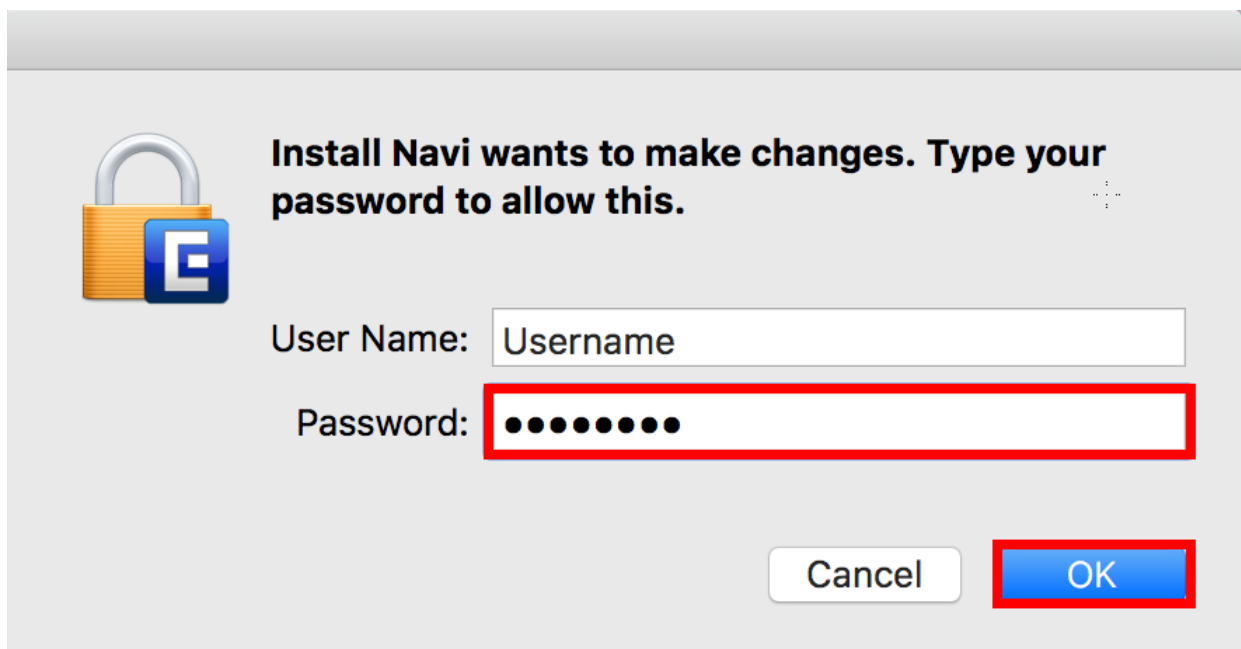 Install Navi wants to make changes. Type your
password to allow this.
E
User Name: Username
Password: ••••••••
Cancel OK